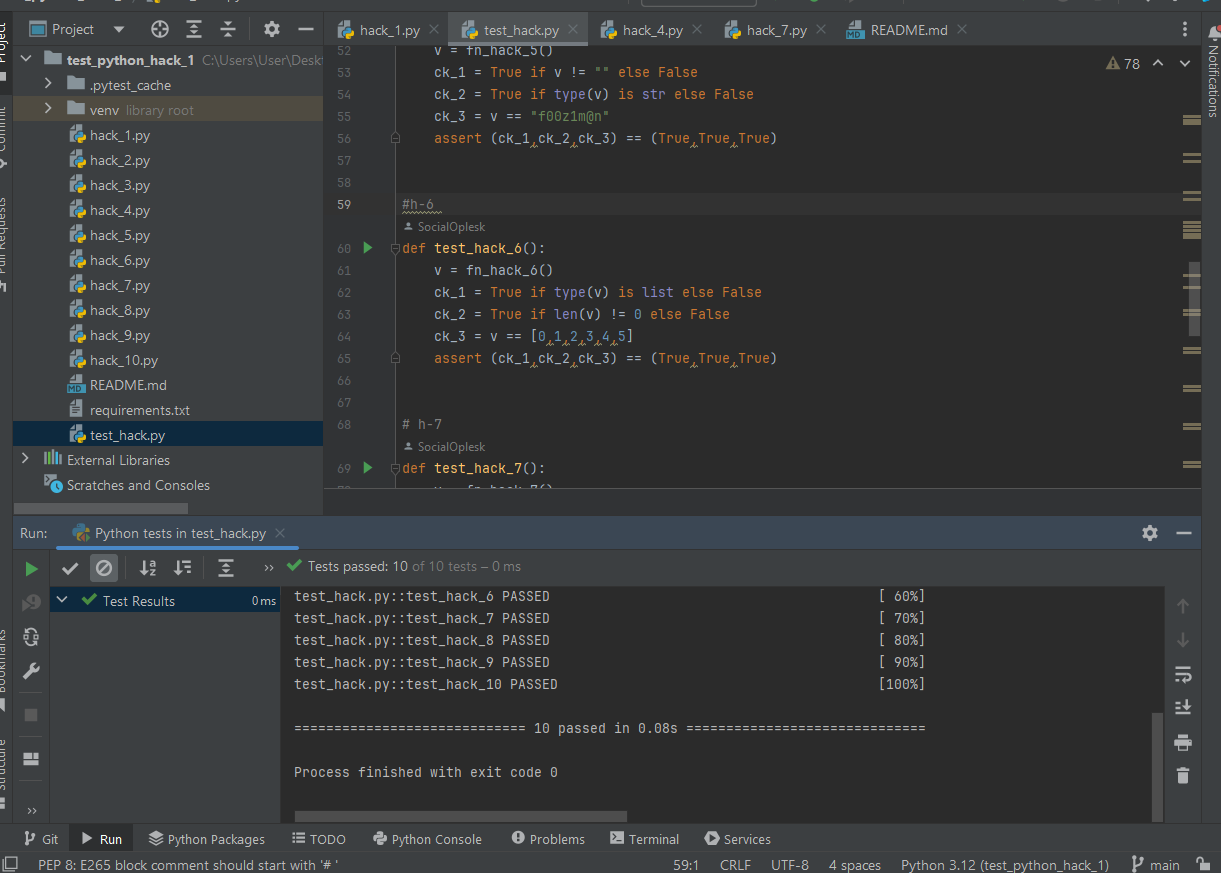 Project
hack_1.py
test_hack.py
hack_4.py
hack_7.py
README.md
Project
Notifications
Commit
Pull Requests
Bookmarks
Structure
test_python_hack_1 C:\Users\User\Desk
.pytest_cache
venv library root
hack_1.py
hack_2.py
hack_3.py
hack_4.py
hack_5.py
hack_6.py
hack_7.py
hack_8.py
hack_9.py
hack_10.py
README.md
requirements.txt
test_hack.py
External Libraries
Scratches and Consoles
78
52 v = fn_hack_5()
53 ck_1 = True if v != "" else False
54 ck_2 = True if type(v) is str else False
55 ck_3 = v == "f00z1m@n"
56 assert (ck_1,ck_2,ck_3) == (True,True,True)
57
58
59 #h-6
SocialOplesk
60 def test_hack_6():
61 v = fn_hack_6()
62 ck_1 = True if type(v) is list else False
63 ck_2 = True if len(v) != 0 else False
64 ck_3 = v == [0,1,2,3,4,5]
65 assert (ck_1,ck_2,ck_3) == (True,True,True)
66
67
68 # h-7
SocialOplesk
69 def test_hack_7():
70 v = fn_hack_7()
Run: Python tests in test_hack.py
Tests passed: 10 of 10 tests – 0 ms
Test Results 0 ms
test_hack.py::test_hack_6 PASSED [ 60%]
test_hack.py::test_hack_7 PASSED [ 70%]
test_hack.py::test_hack_8 PASSED [ 80%]
test_hack.py::test_hack_9 PASSED [ 90%]
test_hack.py::test_hack_10 PASSED [100%]
============================= 10 passed in 0.08s ==============================
Process finished with exit code 0
Git
Run
Python Packages
TODO
Python Console
Problems
Terminal
Services
PEP 8: E265 block comment should start with '# '
59:1 CRLF UTF-8 4 spaces Python 3.12 (test_python_hack_1) main